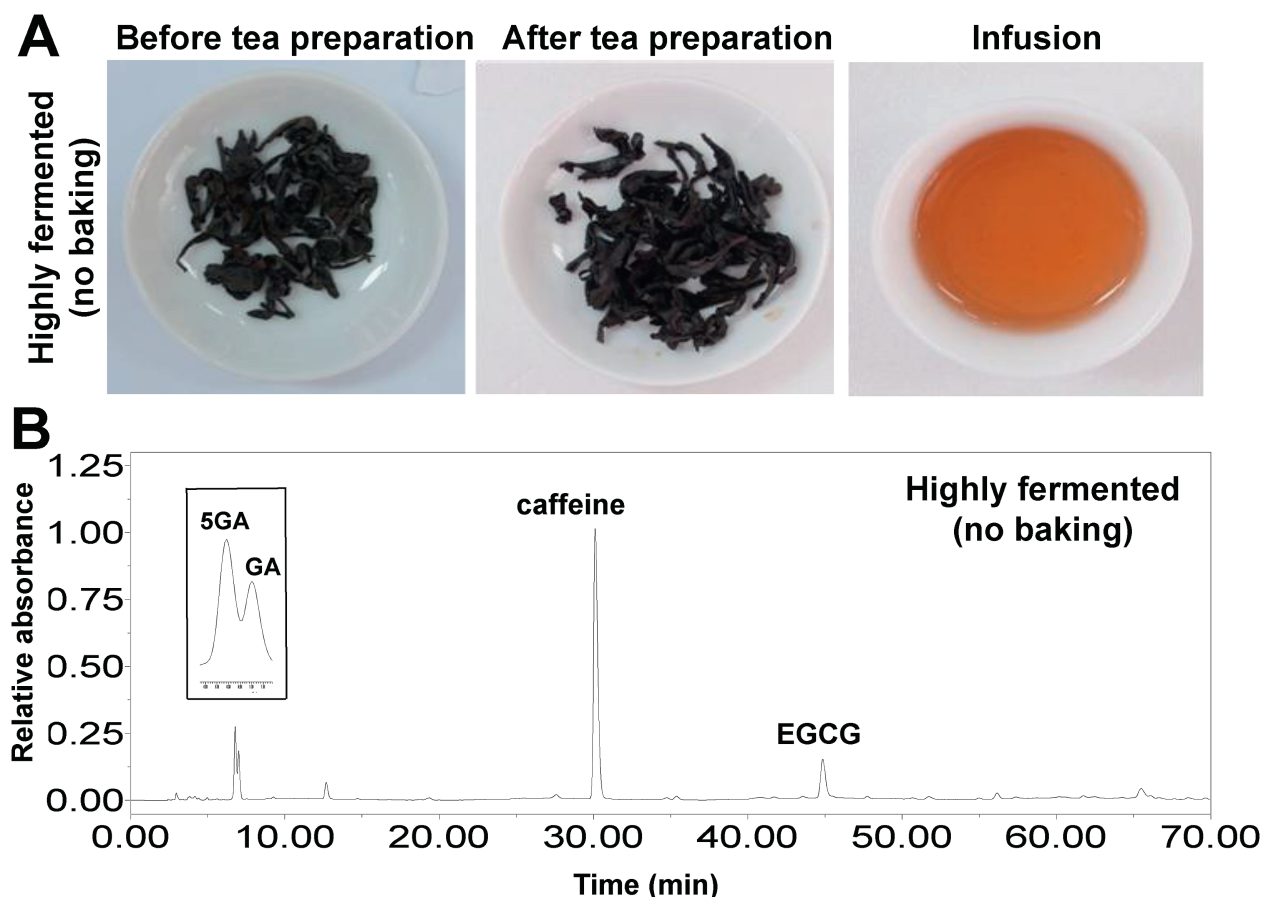 A
Before tea preparation
After tea preparation
Infusion
Highly fermented
(no baking)
B
Relative absorbance
1.25
1.00
0.75
0.50
0.25
0.00
5GA
GA
caffeine
EGCG
Highly fermented
(no baking)
0.00 10.00 20.00 30.00 40.00 50.00 60.00 70.00
Time (min)